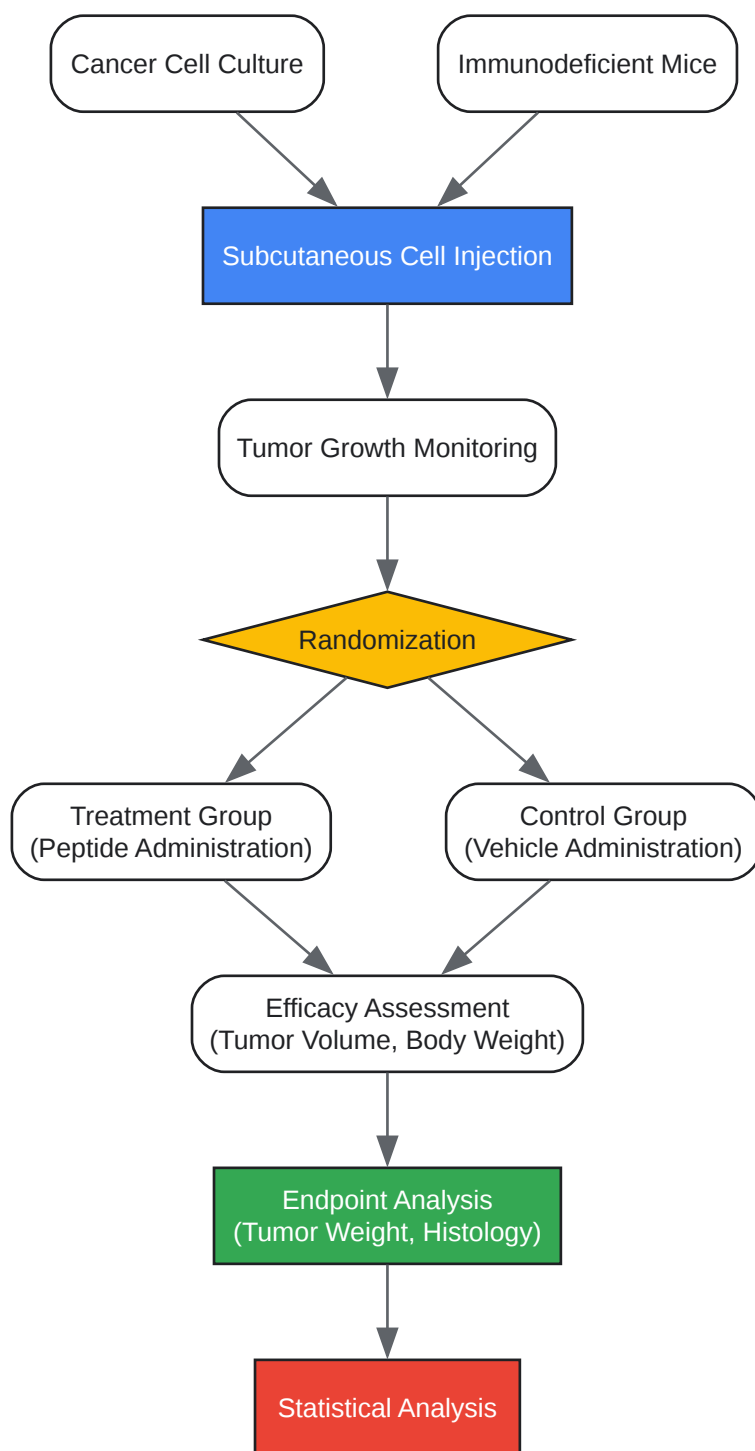 Cancer Cell Culture
Immunodeficient Mice
Subcutaneous Cell Injection
Tumor Growth Monitoring
Randomization
Treatment Group
(Peptide Administration)
Control Group
(Vehicle Administration)
Efficacy Assessment
(Tumor Volume, Body Weight)
Endpoint Analysis
(Tumor Weight, Histology)
Statistical Analysis